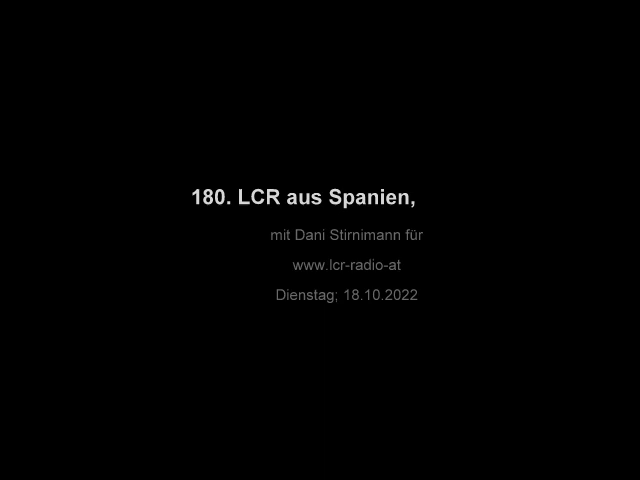 180. LCR aus Spanien,
mit Dani Stirnimann für
www.lcr-radio-at
Dienstag; 18.10.2022